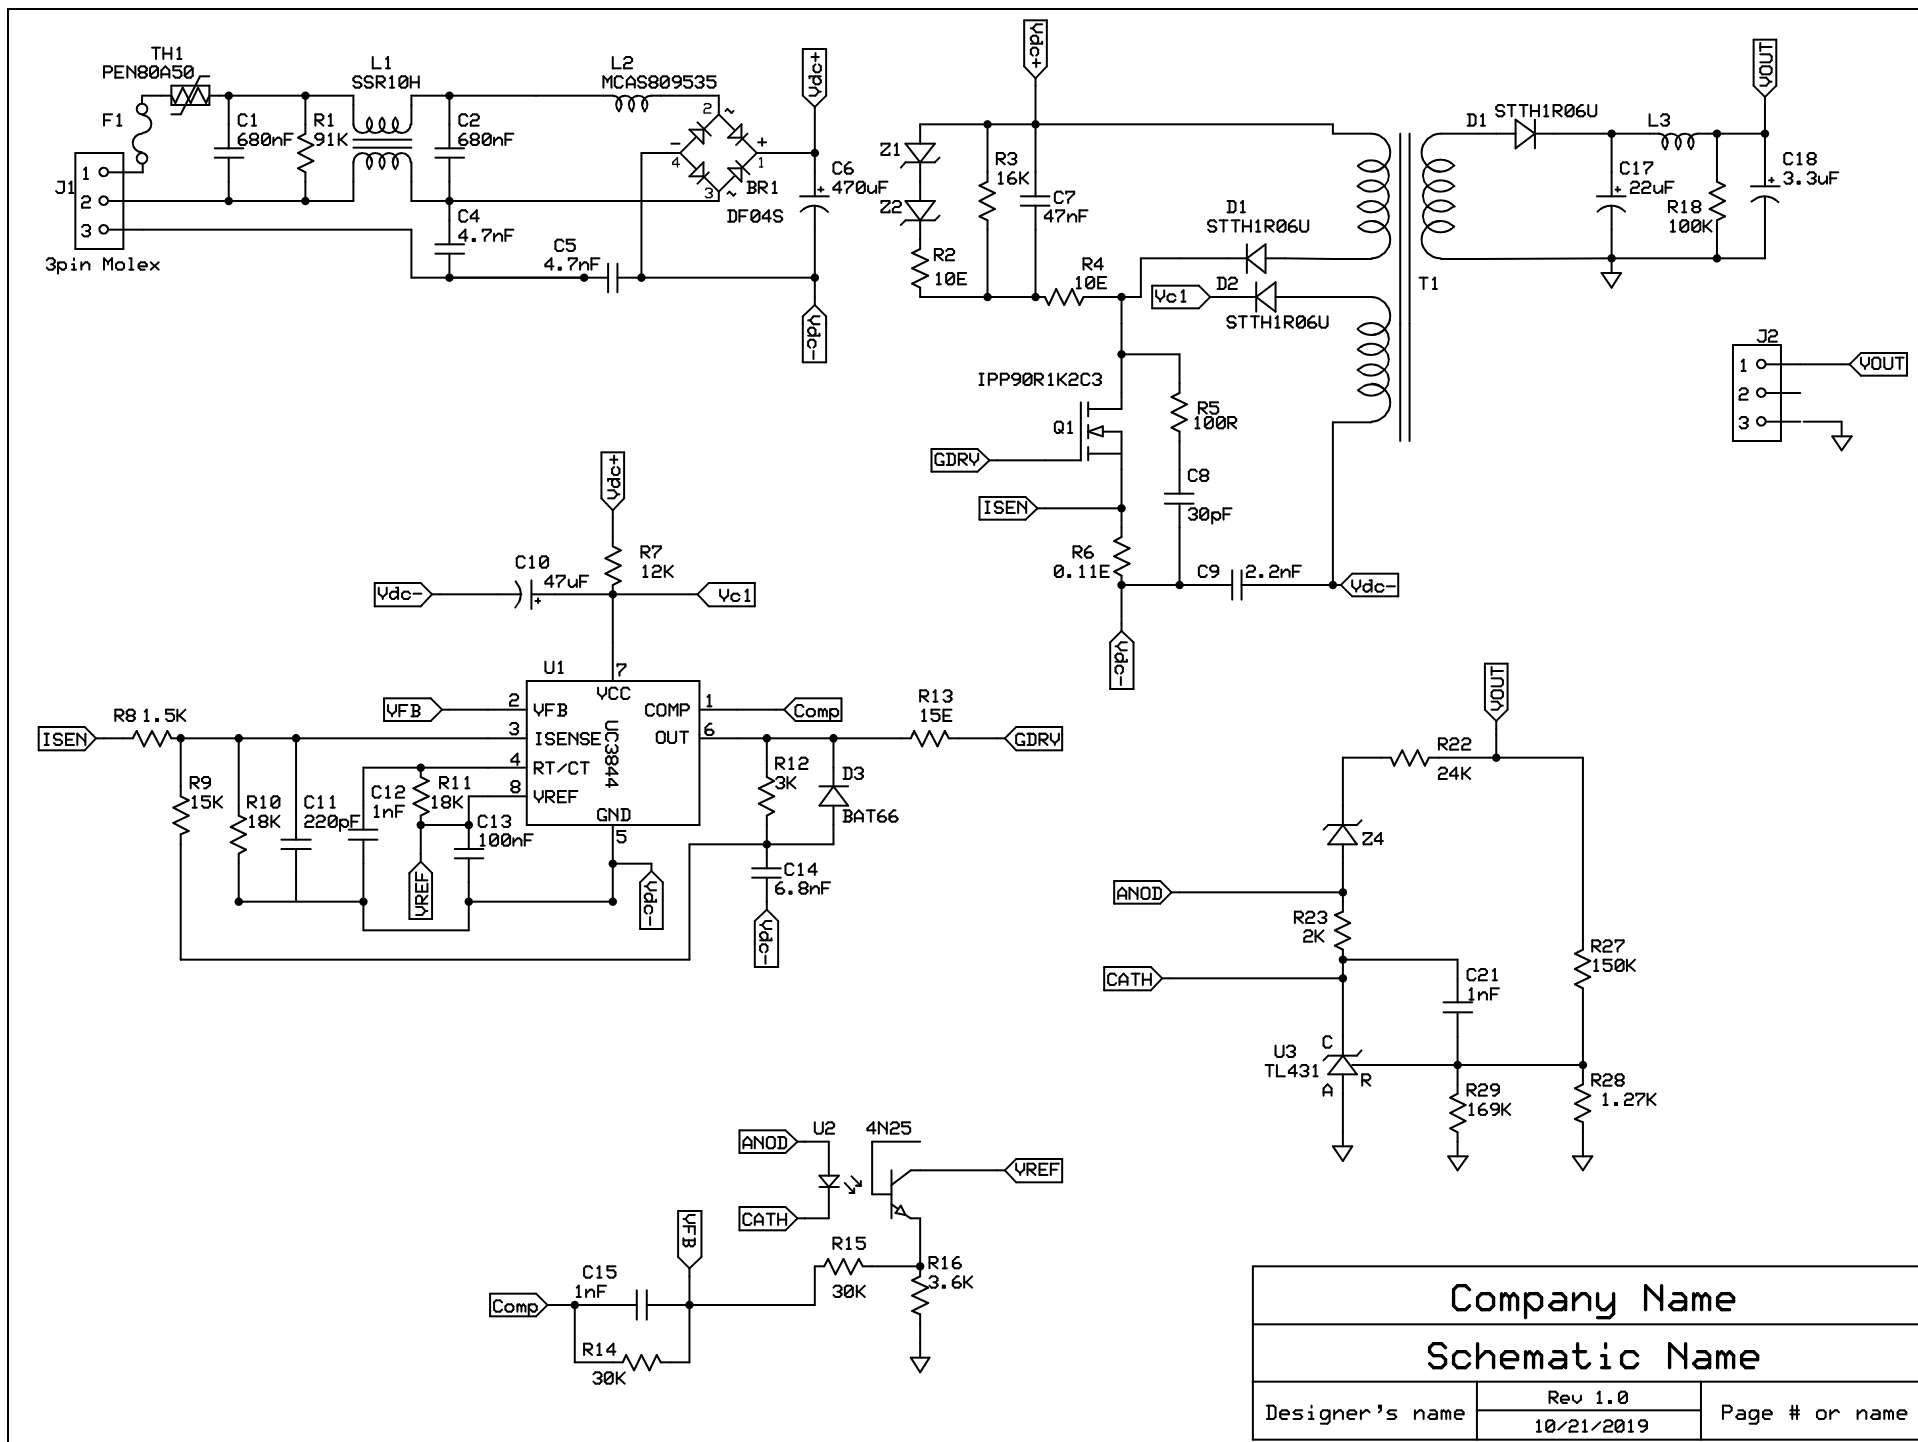 TH1
PEN80A50
F1
J1
1
2
3
3pin Molex
C1
680nF
R1
91K
L1
SSR10H
C2
680nF
C4
4.7nF
C5
4.7nF
L2
MCAS809535
2
~
-
4
+
1
3
~
BR1
DF04S
Vdc+
C6
470uF
Vdc-
Vdc+
Z1
Z2
R2
10E
R3
16K
C7
47nF
R4
10E
D1
STTH1R06U
Vc1
D2
STTH1R06U
T1
D1
STTH1R06U
L3
VOUT
C17
22uF
R18
100K
C18
3.3uF
J2
1
2
3
VOUT
IPP90R1K2C3
Q1
GDRV
ISEN
R5
100R
C8
30pF
R6
0.11E
C9
2.2nF
Vdc-
Vdc-
Vdc+
R7
12K
C10
47uF
Vdc-
Vc1
U1
7
VCC
VFB
2
VFB
COMP
1
Comp
ISEN
R8
1.5K
3
ISENSE
UC3844
OUT
6
R13
15E
GDRV
4
RT/CT
8
VREF
GND
5
R9
15K
R10
18K
C11
220pF
C12
1nF
R11
18K
C13
100nF
VREF
Vdc-
R12
3K
D3
BAT66
C14
6.8nF
Vdc-
VOUT
R22
24K
Z4
ANOD
R23
2K
CATH
C21
1nF
R27
150K
U3
TL431
C
A
R
R29
169K
R28
1.27K
ANOD
U2
4N25
CATH
VREF
VFB
R15
30K
R16
3.6K
Comp
C15
1nF
R14
30K
Company Name
Schematic Name
Designer's name
Rev 1.0
10/21/2019
Page # or name